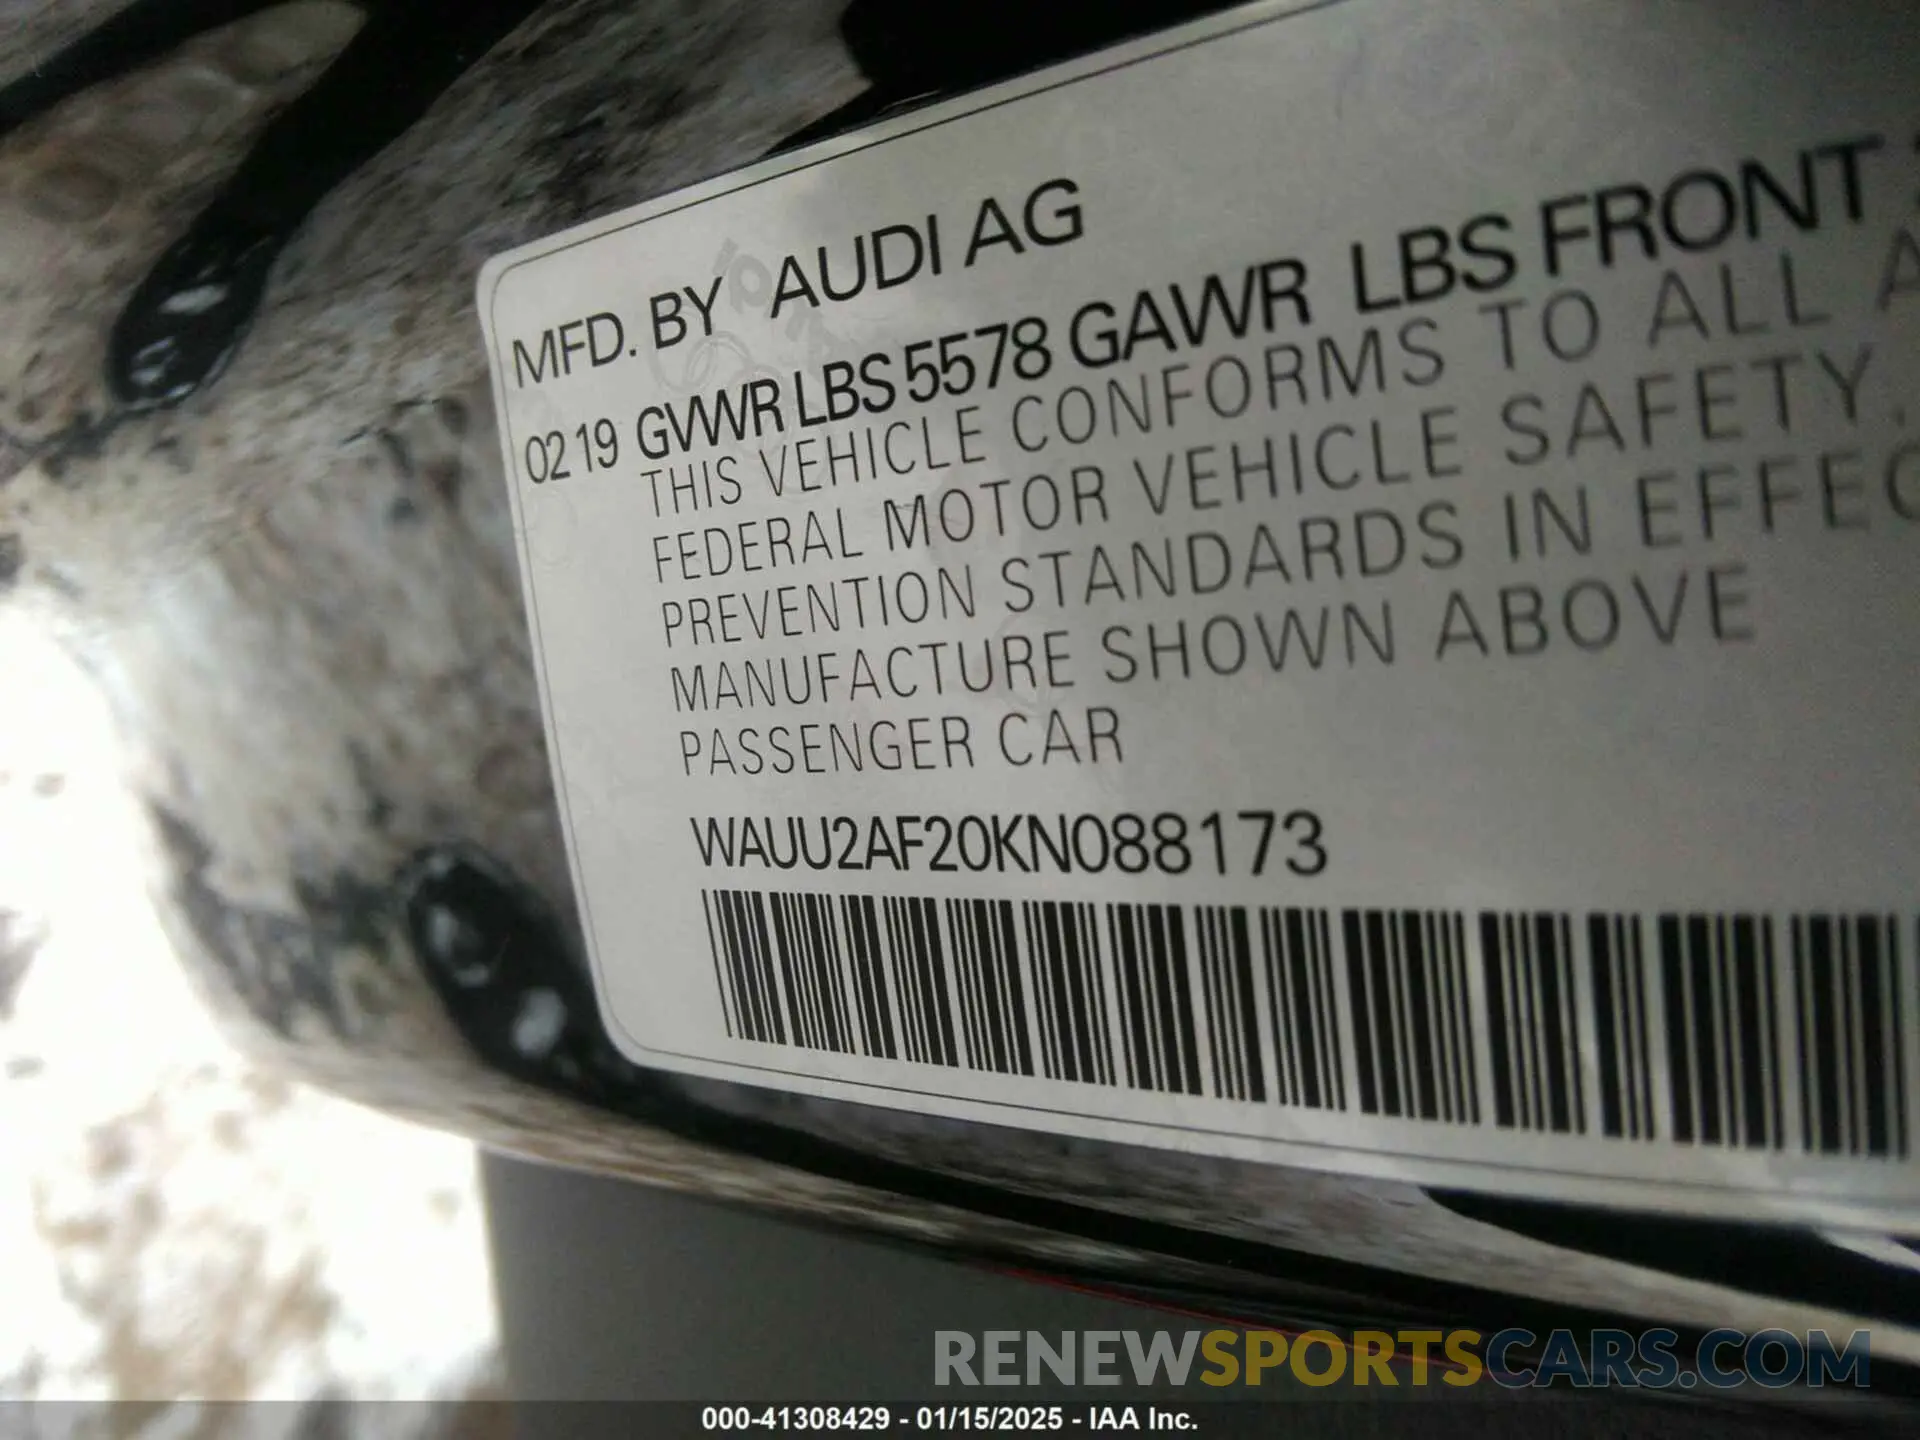 MFD. BY AUDI AG
02 19 GVWR LBS 5578 GAWR LBS FRONT
THIS VEHICLE CONFORMS TO ALL
FEDERAL MOTOR VEHICLE SAFETY,
PREVENTION STANDARDS IN EFFEC
MANUFACTURE SHOWN ABOVE
PASSENGER CAR
WAUU2AF20KN088173
RENEWSPORTSCARS.COM
000-41308429 - 01/15/2025 - IAA Inc.